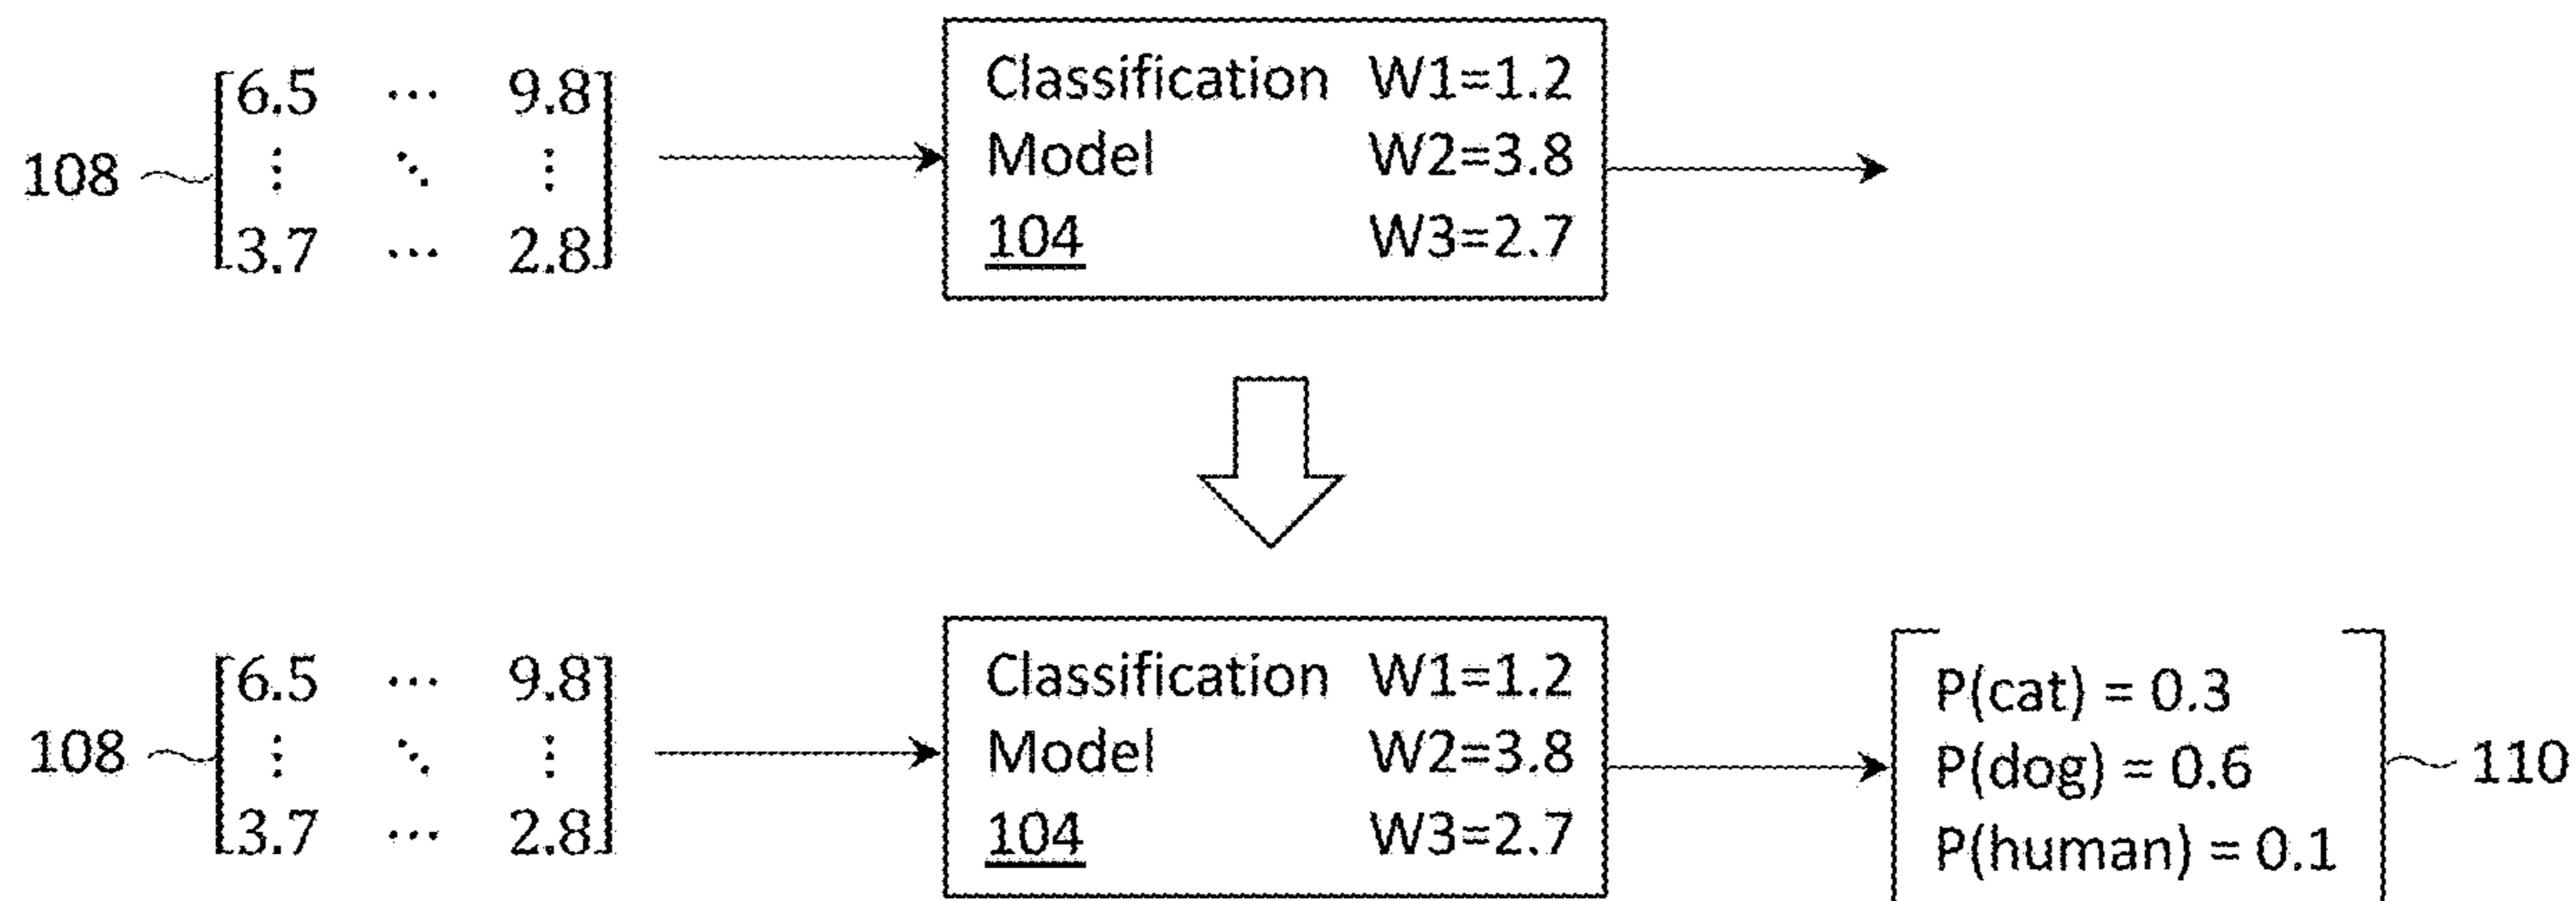 108
6.5 ⋯ 9.8
⋮ ⋱ ⋮
3.7 ⋯ 2.8
Classification W1=1.2
Model W2=3.8
104 W3=2.7
108
6.5 ⋯ 9.8
⋮ ⋱ ⋮
3.7 ⋯ 2.8
Classification W1=1.2
Model W2=3.8
104 W3=2.7
P(cat) = 0.3
P(dog) = 0.6
P(human) = 0.1
110